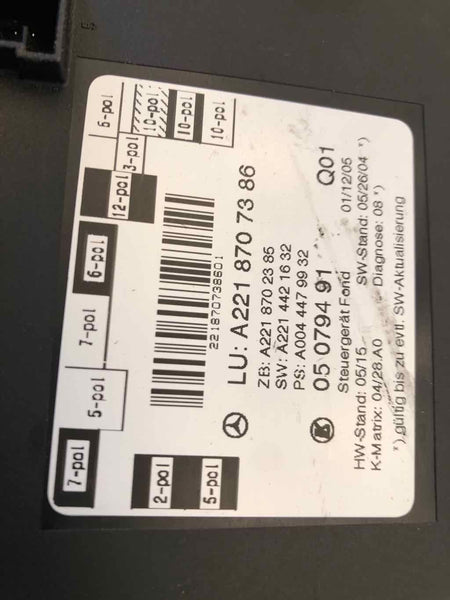 5-pol
10-pol
10-pol
10-pol
3-pol
12-pol
6-pol
7-pol
5-pol
7-pol
2-pol
5-pol
221870738601
LU: A221 870 73 86
ZB: A221 870 23 85
SW: A221 442 16 32
PS: A004 447 99 32
05 0794 91 Q01
Steuergerät Fond 01/12/05
HW-Stand: 05/15 SW-Stand: 05/26/04 *)
K-Matrix: 04/28.A0 Diagnose: 08 *)
*) gültig bis zu evtl. SW-Aktualisierung